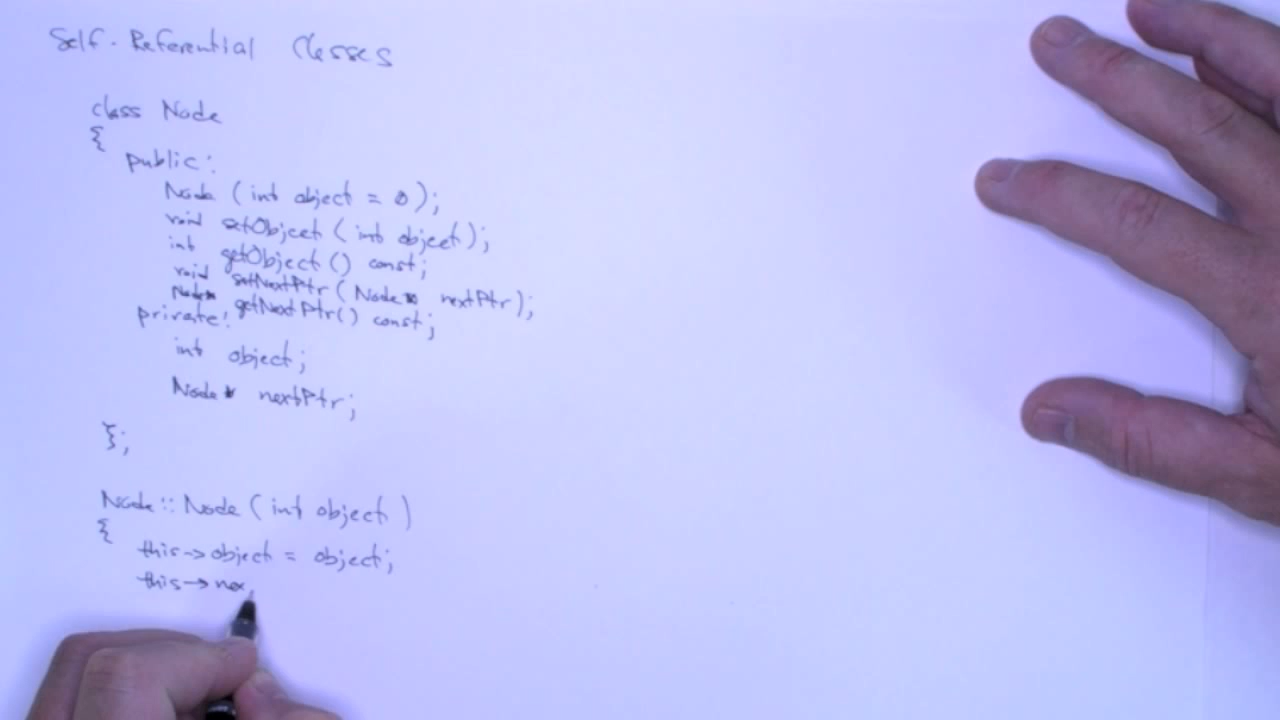 Self-Referential Classes
class Node
{
public:
Node (int object = 0);
void setObject (int object);
int getObject () const;
void setNextPtr (Node* nextPtr);
Node* getNextPtr() const;
private:
int object;
Node* nextPtr;
};
Node::Node (int object)
{
this->object = object;
this->nex